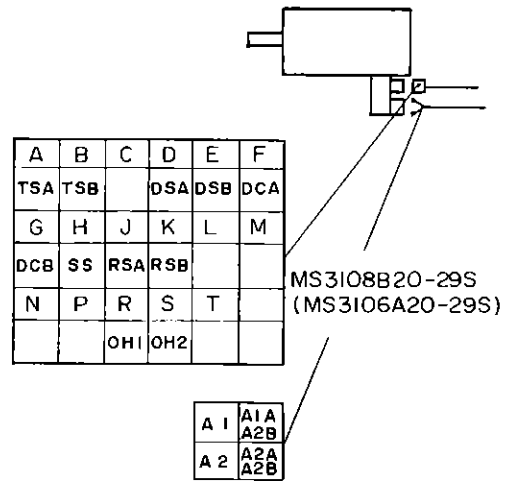 A B C D E F
TSA TSB DSA DSB DCA
G H J K L M
DCB SS RSA RSB
N P R S T
OH1 OH2
MS3108B20-29S
(MS3106A20-29S)
A1 A1A
A2B
A2 A2A
A2B